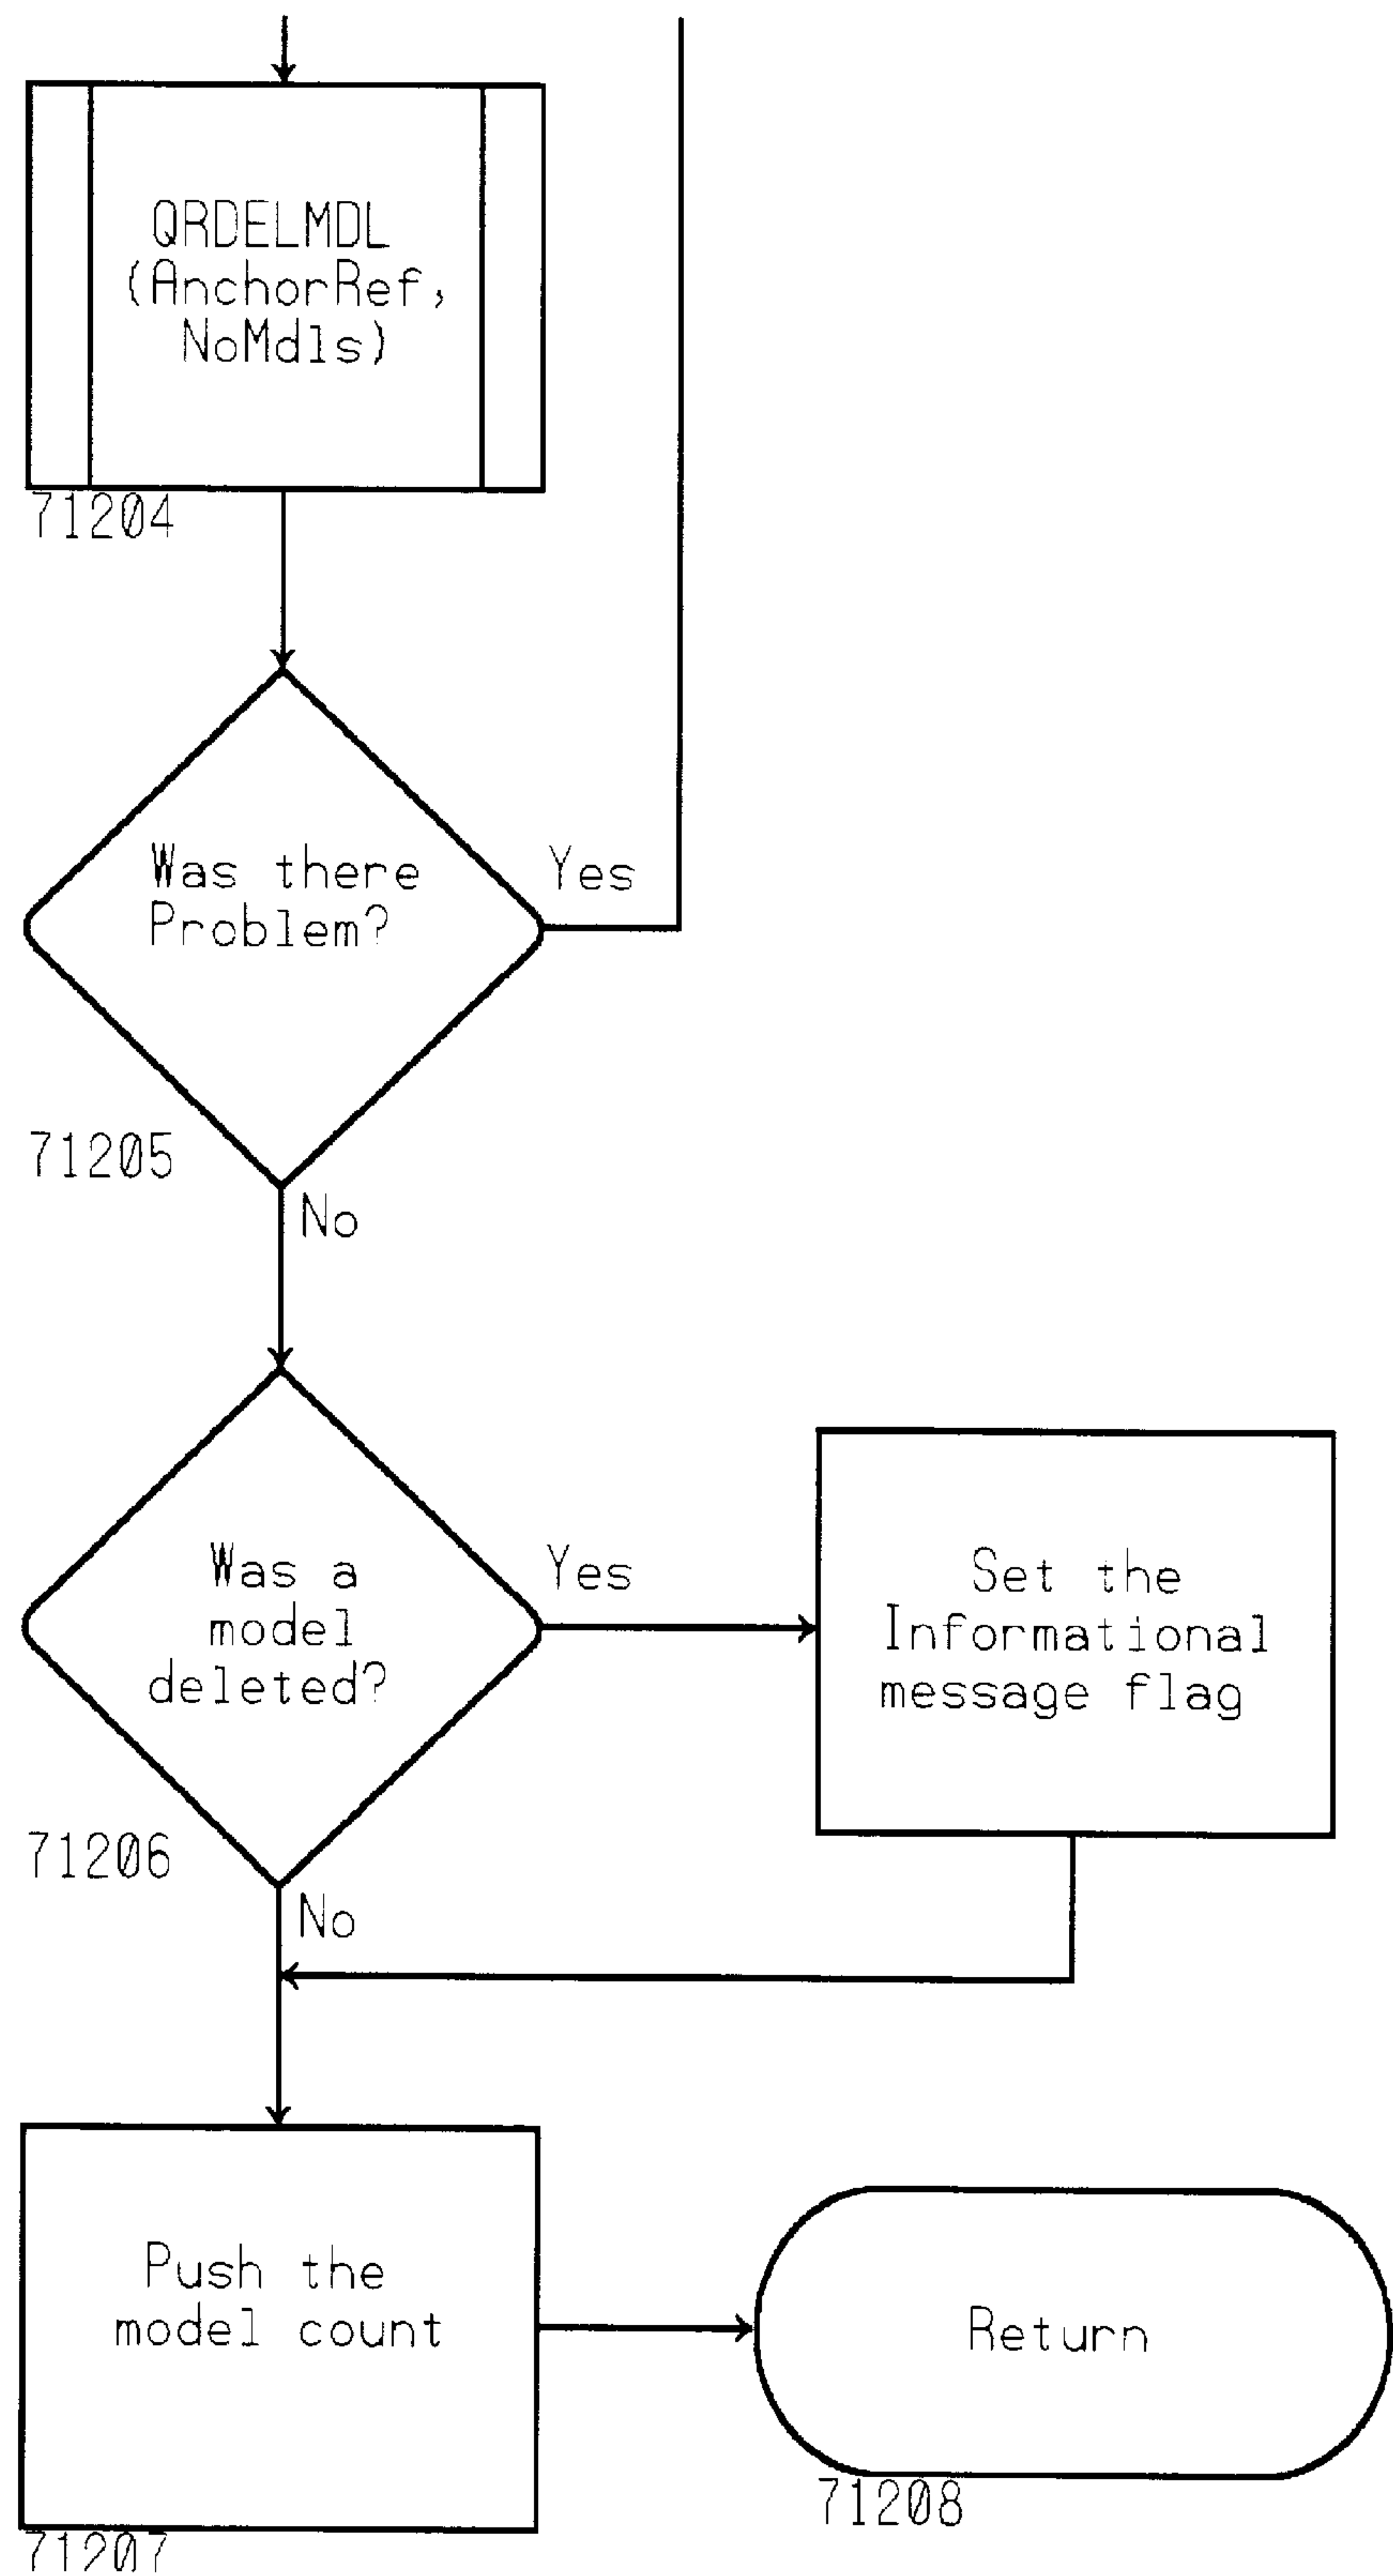 QRDELMDL
(AnchorRef,
NoMdls)
71204
Was there
Problem?
Yes
71205
No
Was a
model
deleted?
Yes
Set the
Informational
message flag
71206
No
Push the
model count
Return
71207
71208